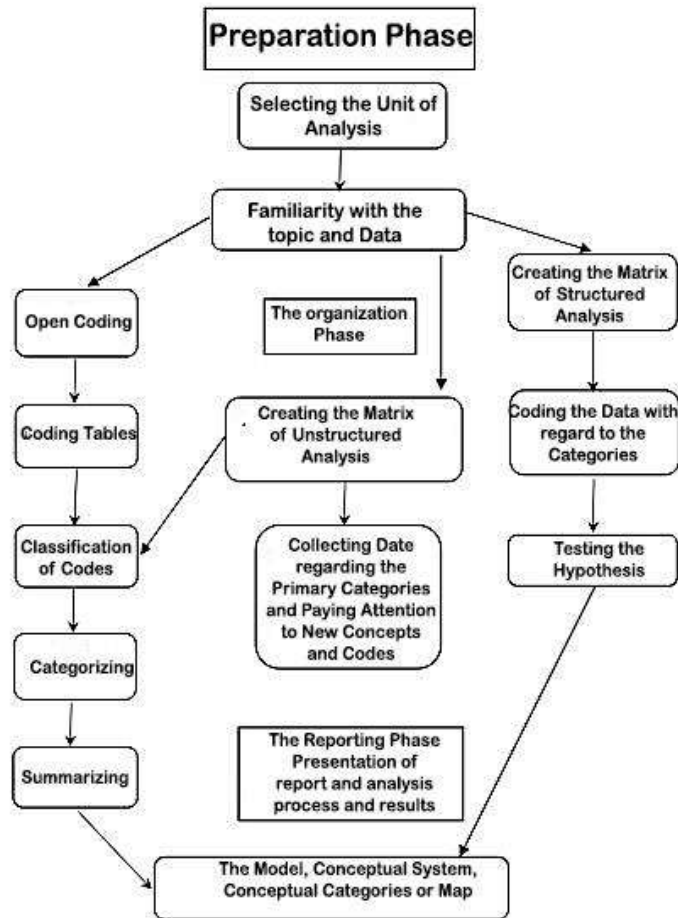 Preparation Phase
Selecting the Unit of
Analysis
Familiarity with the
topic and Data
Creating the Matrix
of Structured
Analysis
Open Coding
The organization
Phase
Coding Tables
Creating the Matrix
of Unstructured
Analysis
Coding the Data with
regard to the
Categories
Classification
of Codes
Collecting Date
regarding the
Primary Categories
and Paying Attention
to New Concepts
and Codes
Testing the
Hypothesis
Categorizing
Summarizing
The Reporting Phase
Presentation of
report and analysis
process and results
The Model, Conceptual System,
Conceptual Categories or Map